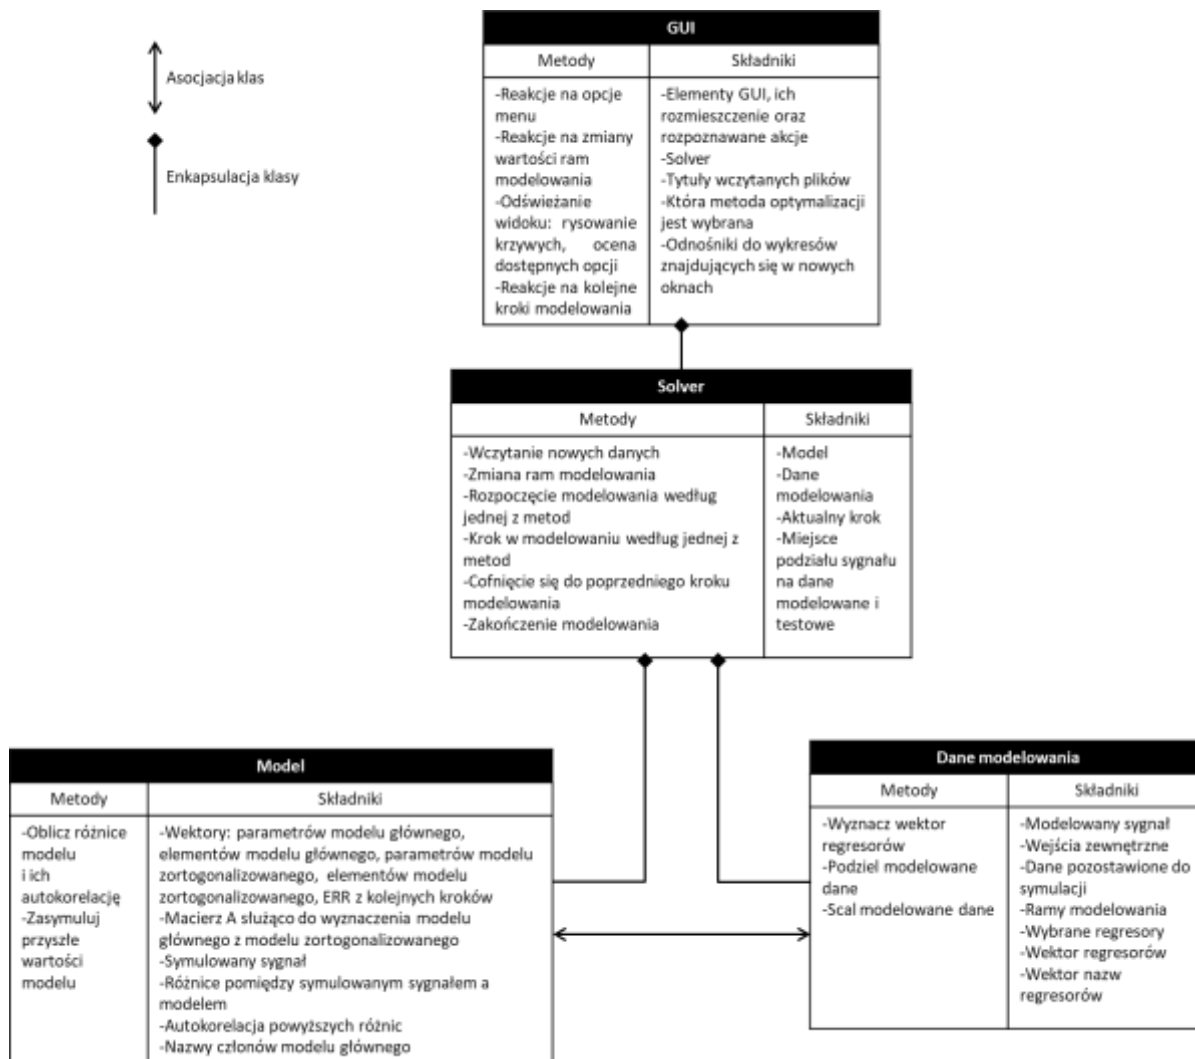 Asocjacja klas
Enkapsulacja klasy
GUI
Metody
Składniki
-Reakcje na opcje
menu
-Reakcje na zmiany
wartości ram
modelowania
-Odświeżanie
widoku: rysowanie
krzywych, ocena
dostępnych opcji
-Reakcje na kolejne
kroki modelowania
-Elementy GUI, ich
rozmieszczenie oraz
rozpoznawane akcje
-Solver
-Tytuły wczytanych plików
-Która metoda optymalizacji
jest wybrana
-Odnośniki do wykresów
znajdujących się w nowych
oknach
Solver
Metody
Składniki
-Wczytanie nowych danych
-Zmiana ram modelowania
-Rozpoczęcie modelowania według
jednej z metod
-Krok w modelowaniu według jednej z
metod
-Cofnięcie się do poprzedniego kroku
modelowania
-Zakończenie modelowania
-Model
-Dane
modelowania
-Aktualny krok
-Miejsce
podziału sygnału
na dane
modelowane i
testowe
Model
Metody
Składniki
-Oblicz różnice
modelu
i ich
autokorelację
-Zasymuluj
przyszłe
wartości
modelu
-Wektory: parametrów modelu głównego,
elementów modelu głównego, parametrów modelu
zortogonalizowanego, elementów modelu
zortogonalizowanego, ERR z kolejnych kroków
-Macierz A służąco do wyznaczenia modelu
głównego z modelu zortogonalizowanego
-Symulowany sygnał
-Różnice pomiędzy symulowanym sygnałem a
modelem
-Autokorelacja powyższych różnic
-Nazwy członów modelu głównego
Dane modelowania
Metody
Składniki
-Wyznacz wektor
regresorów
-Podziel modelowane
dane
-Scal modelowane dane
-Modelowany sygnał
-Wejścia zewnętrzne
-Dane pozostawione do
symulacji
-Ramy modelowania
-Wybrane regresory
-Wektor regresorów
-Wektor nazw
regresorów